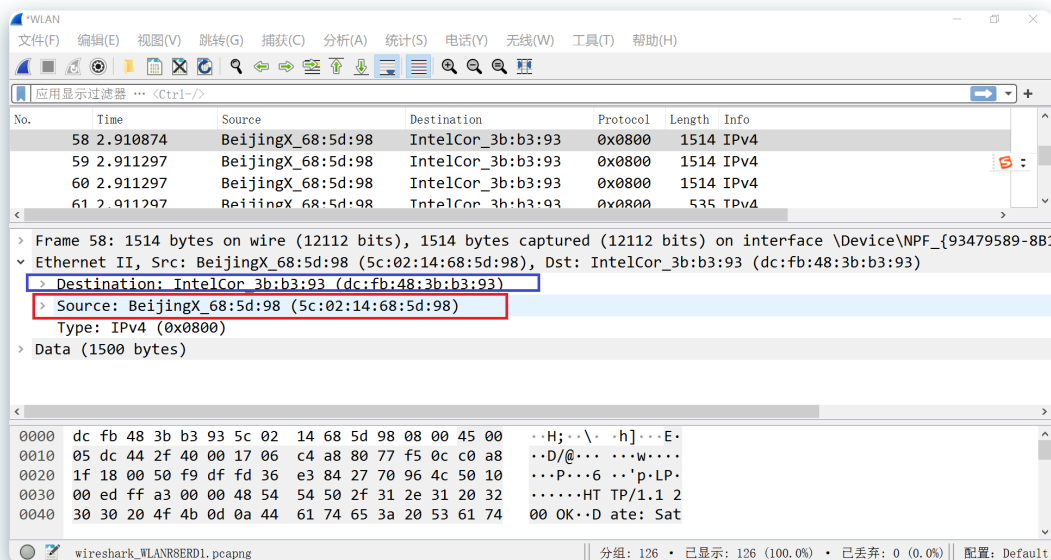 *WLAN
文件(F) 编辑(E) 视图(V) 跳转(G) 捕获(C) 分析(A) 统计(S) 电话(Y) 无线(W) 工具(T) 帮助(H)
应用显示过滤器 … <Ctrl-/>
No. Time Source Destination Protocol Length Info
58 2.910874 BeijingX_68:5d:98 IntelCor_3b:b3:93 0x0800 1514 IPv4
59 2.911297 BeijingX_68:5d:98 IntelCor_3b:b3:93 0x0800 1514 IPv4
60 2.911297 BeijingX_68:5d:98 IntelCor_3b:b3:93 0x0800 1514 IPv4
61 2.911297 BeijingX_68:5d:98 IntelCor_3b:b3:93 0x0800 535 IPv4
Frame 58: 1514 bytes on wire (12112 bits), 1514 bytes captured (12112 bits) on interface \Device\NPF_{93479589-8B1
Ethernet II, Src: BeijingX_68:5d:98 (5c:02:14:68:5d:98), Dst: IntelCor_3b:b3:93 (dc:fb:48:3b:b3:93)
Destination: IntelCor_3b:b3:93 (dc:fb:48:3b:b3:93)
Source: BeijingX_68:5d:98 (5c:02:14:68:5d:98)
Type: IPv4 (0x0800)
Data (1500 bytes)
0000 dc fb 48 3b b3 93 5c 02 14 68 5d 98 08 00 45 00 ··H;··\· ·h]···E·
0010 05 dc 44 2f 40 00 17 06 c4 a8 80 77 f5 0c c0 a8 ··D/@··· ···w····
0020 1f 18 00 50 f9 df fd 36 e3 84 27 70 96 4c 50 10 ···P···6 ··'p·LP·
0030 00 ed ff a3 00 00 48 54 54 50 2f 31 2e 31 20 32 ······HT TP/1.1 2
0040 30 30 20 4f 4b 0d 0a 44 61 74 65 3a 20 53 61 74 00 OK··D ate: Sat
wireshark_WLANR8ERD1.pcapng 分组: 126 · 已显示: 126 (100.0%) · 已丢弃: 0 (0.0%) 配置: Default